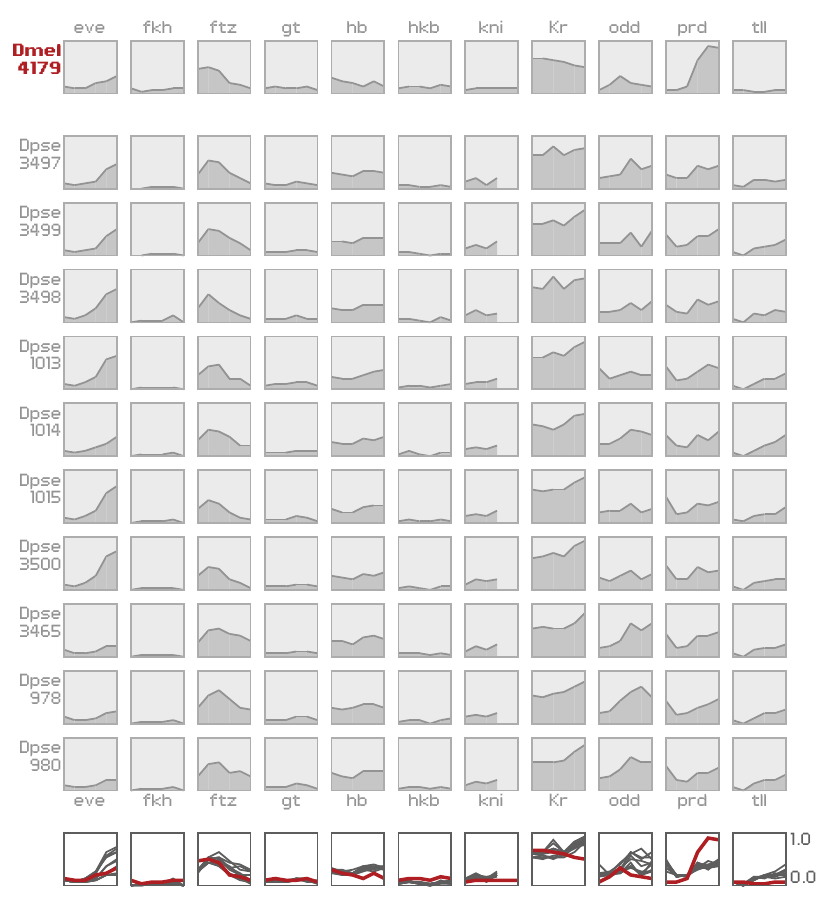 eve fkh ftz gt hb hkb kni Kr odd prd tll
Dmel
4179
Dpse
3497
Dpse
3499
Dpse
3498
Dpse
1013
Dpse
1014
Dpse
1015
Dpse
3500
Dpse
3465
Dpse
978
Dpse
980
eve fkh ftz gt hb hkb kni Kr odd prd tll
1.0
0.0